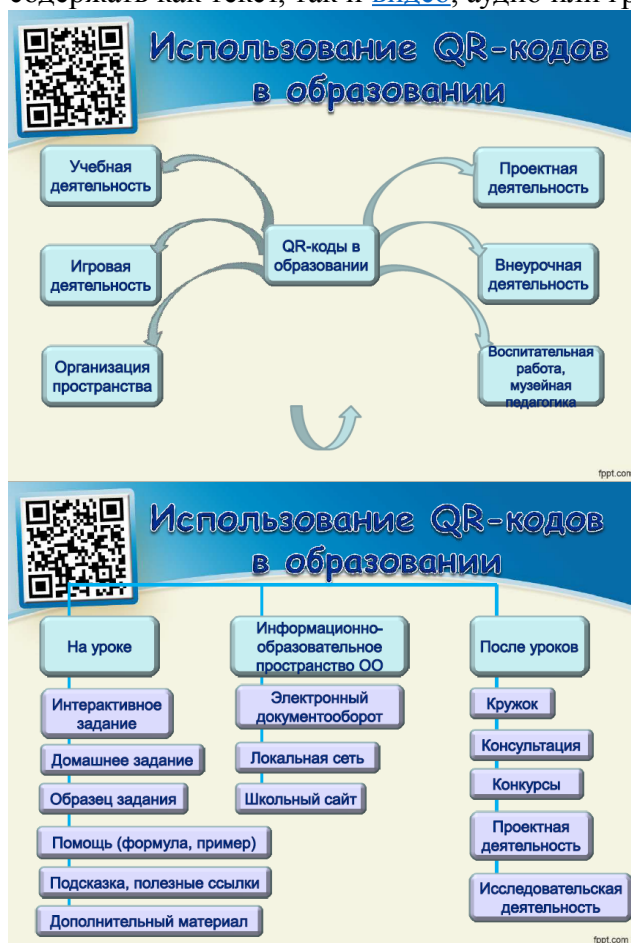 содержать как текст, так и видео, аудио или
Использование QR-кодов
в образовании
Учебная
деятельность
Проектная
деятельность
QR-коды в
образовании
Игровая
деятельность
Внеурочная
деятельность
Организация
пространства
Воспитательная
работа,
музейная
педагогика
fppt.com
Использование QR-кодов
в образовании
На уроке
Интерактивное
задание
Домашнее задание
Образец задания
Помощь (формула, пример)
Подсказка, полезные ссылки
Дополнительный материал
Информационно-
образовательное
пространство ОО
Электронный
документооборот
Локальная сеть
Школьный сайт
После уроков
Кружок
Консультация
Конкурсы
Проектная
деятельность
Исследовательская
деятельность
fppt.com